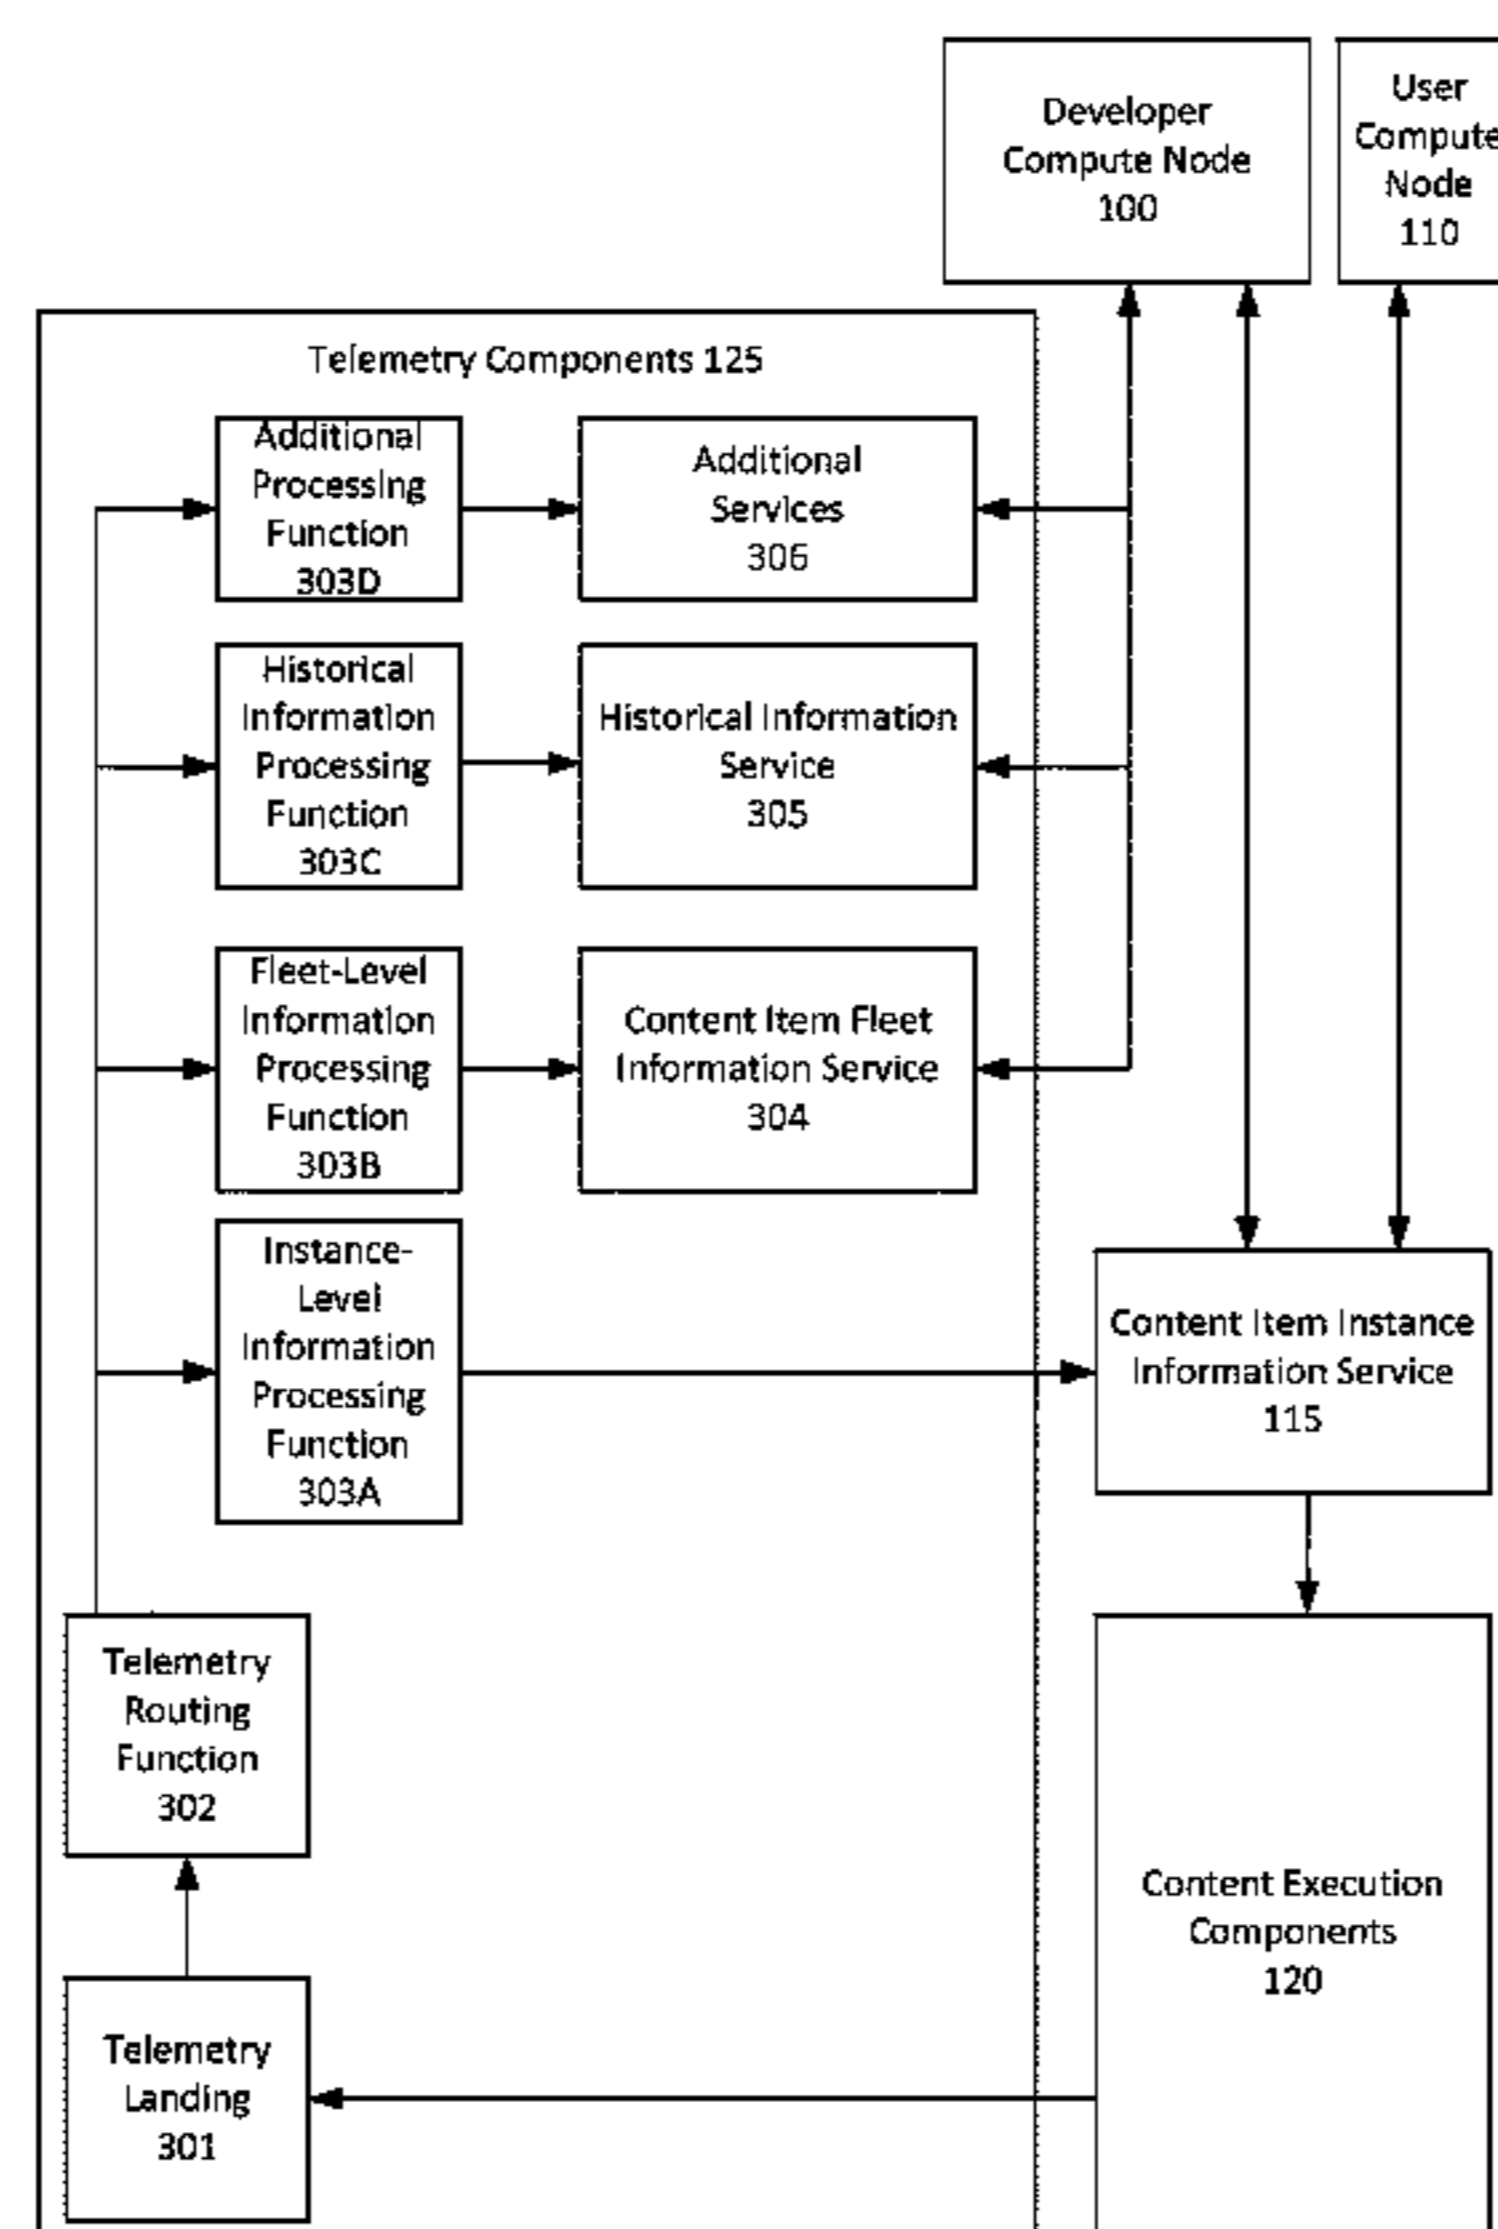 Developer
Compute Node
100
User
Compute
Node
110
Telemetry Components 125
Additional
Processing
Function
303D
Additional
Services
306
Historical
Information
Processing
Function
303C
Historical Information
Service
305
Fleet-Level
Information
Processing
Function
303B
Content Item Fleet
Information Service
304
Instance-
Level
Information
Processing
Function
303A
Content Item Instance
Information Service
115
Telemetry
Routing
Function
302
Content Execution
Components
120
Telemetry
Landing
301